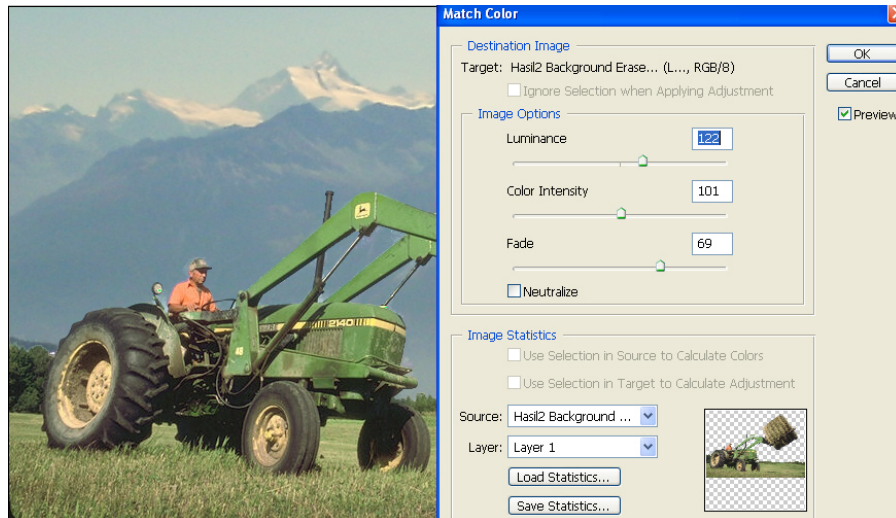 Match Color
Destination Image
Target: Hasil2 Background Erase... (L..., RGB/8)
Ignore Selection when Applying Adjustment
Image Options
Luminance 122
Color Intensity 101
Fade 69
Neutralize
OK
Cancel
Preview
Image Statistics
Use Selection in Source to Calculate Colors
Use Selection in Target to Calculate Adjustment
Source: Hasil2 Background ...
Layer: Layer 1
Load Statistics...
Save Statistics...
2140
48